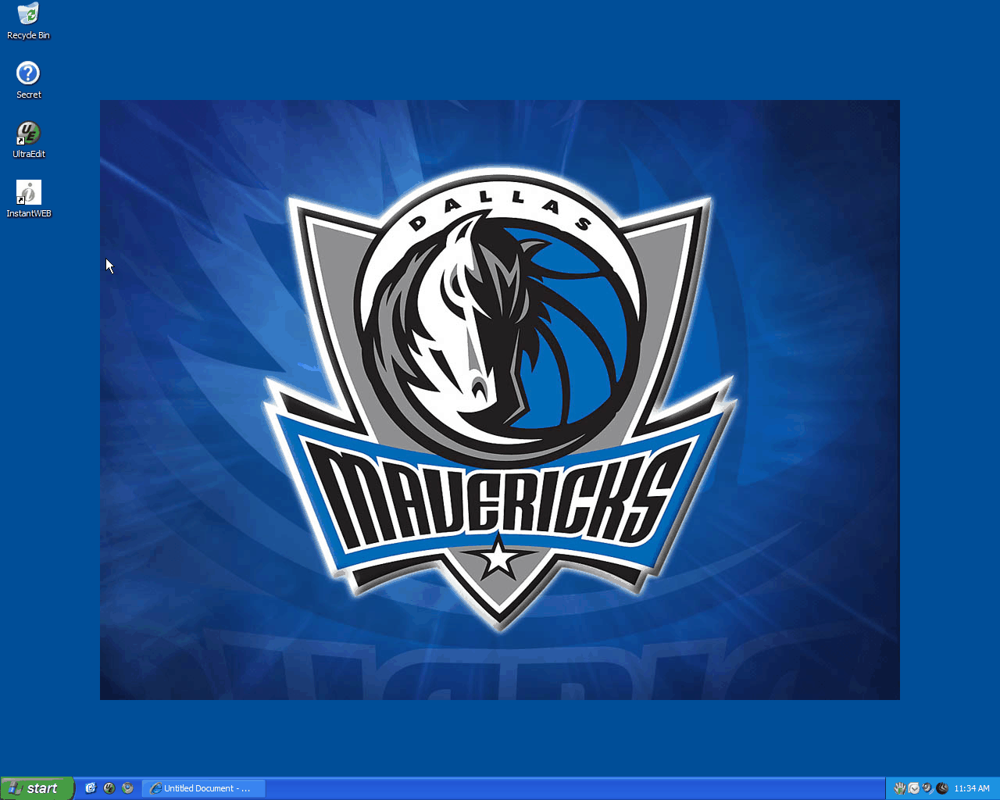 Recycle Bin
Secret
UltraEdit
InstantWEB
DALLAS
MAVERICKS
start
Untitled Document - ...
11:34 AM